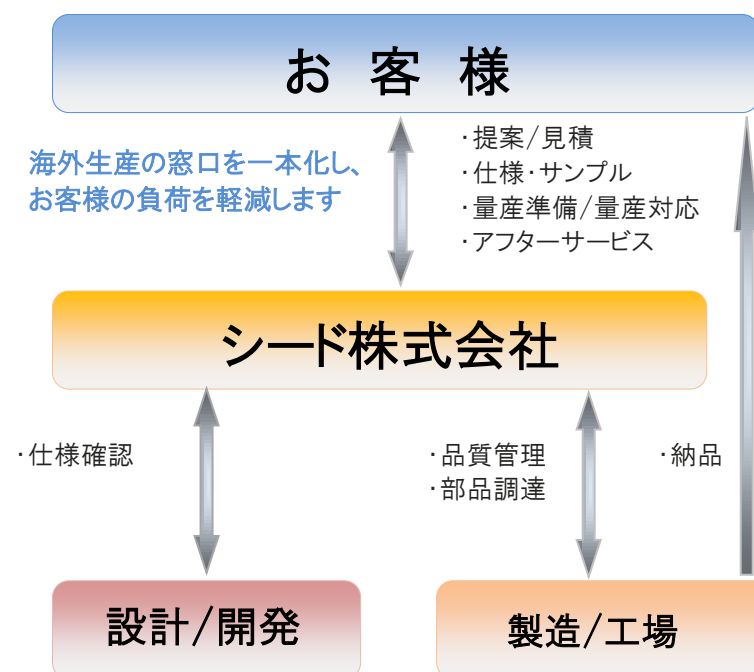 お 客 様
海外生産の窓口を一本化し、
お客様の負荷を軽減します
・提案/見積
・仕様・サンプル
・量産準備/量産対応
・アフターサービス
シード株式会社
・仕様確認
・品質管理
・部品調達
・納品
設計/開発
製造/工場